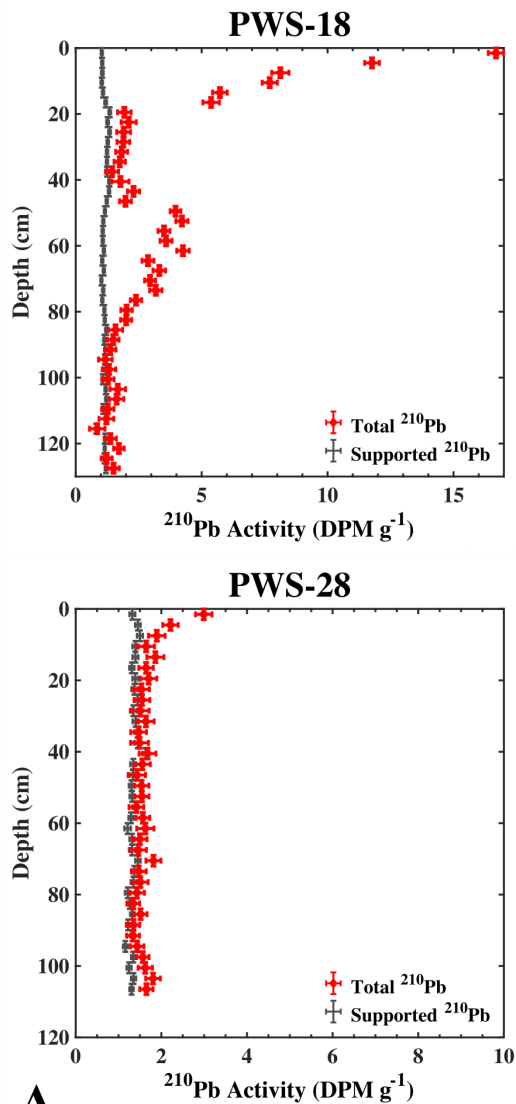 PWS-18
0
20
40
60
80
100
120
Depth (cm)
Total ²¹⁰Pb
Supported ²¹⁰Pb
0 5 10 15
²¹⁰Pb Activity (DPM g⁻¹)
PWS-28
0
20
40
60
80
100
120
Depth (cm)
Total ²¹⁰Pb
Supported ²¹⁰Pb
0 2 4 6 8 10
²¹⁰Pb Activity (DPM g⁻¹)
A